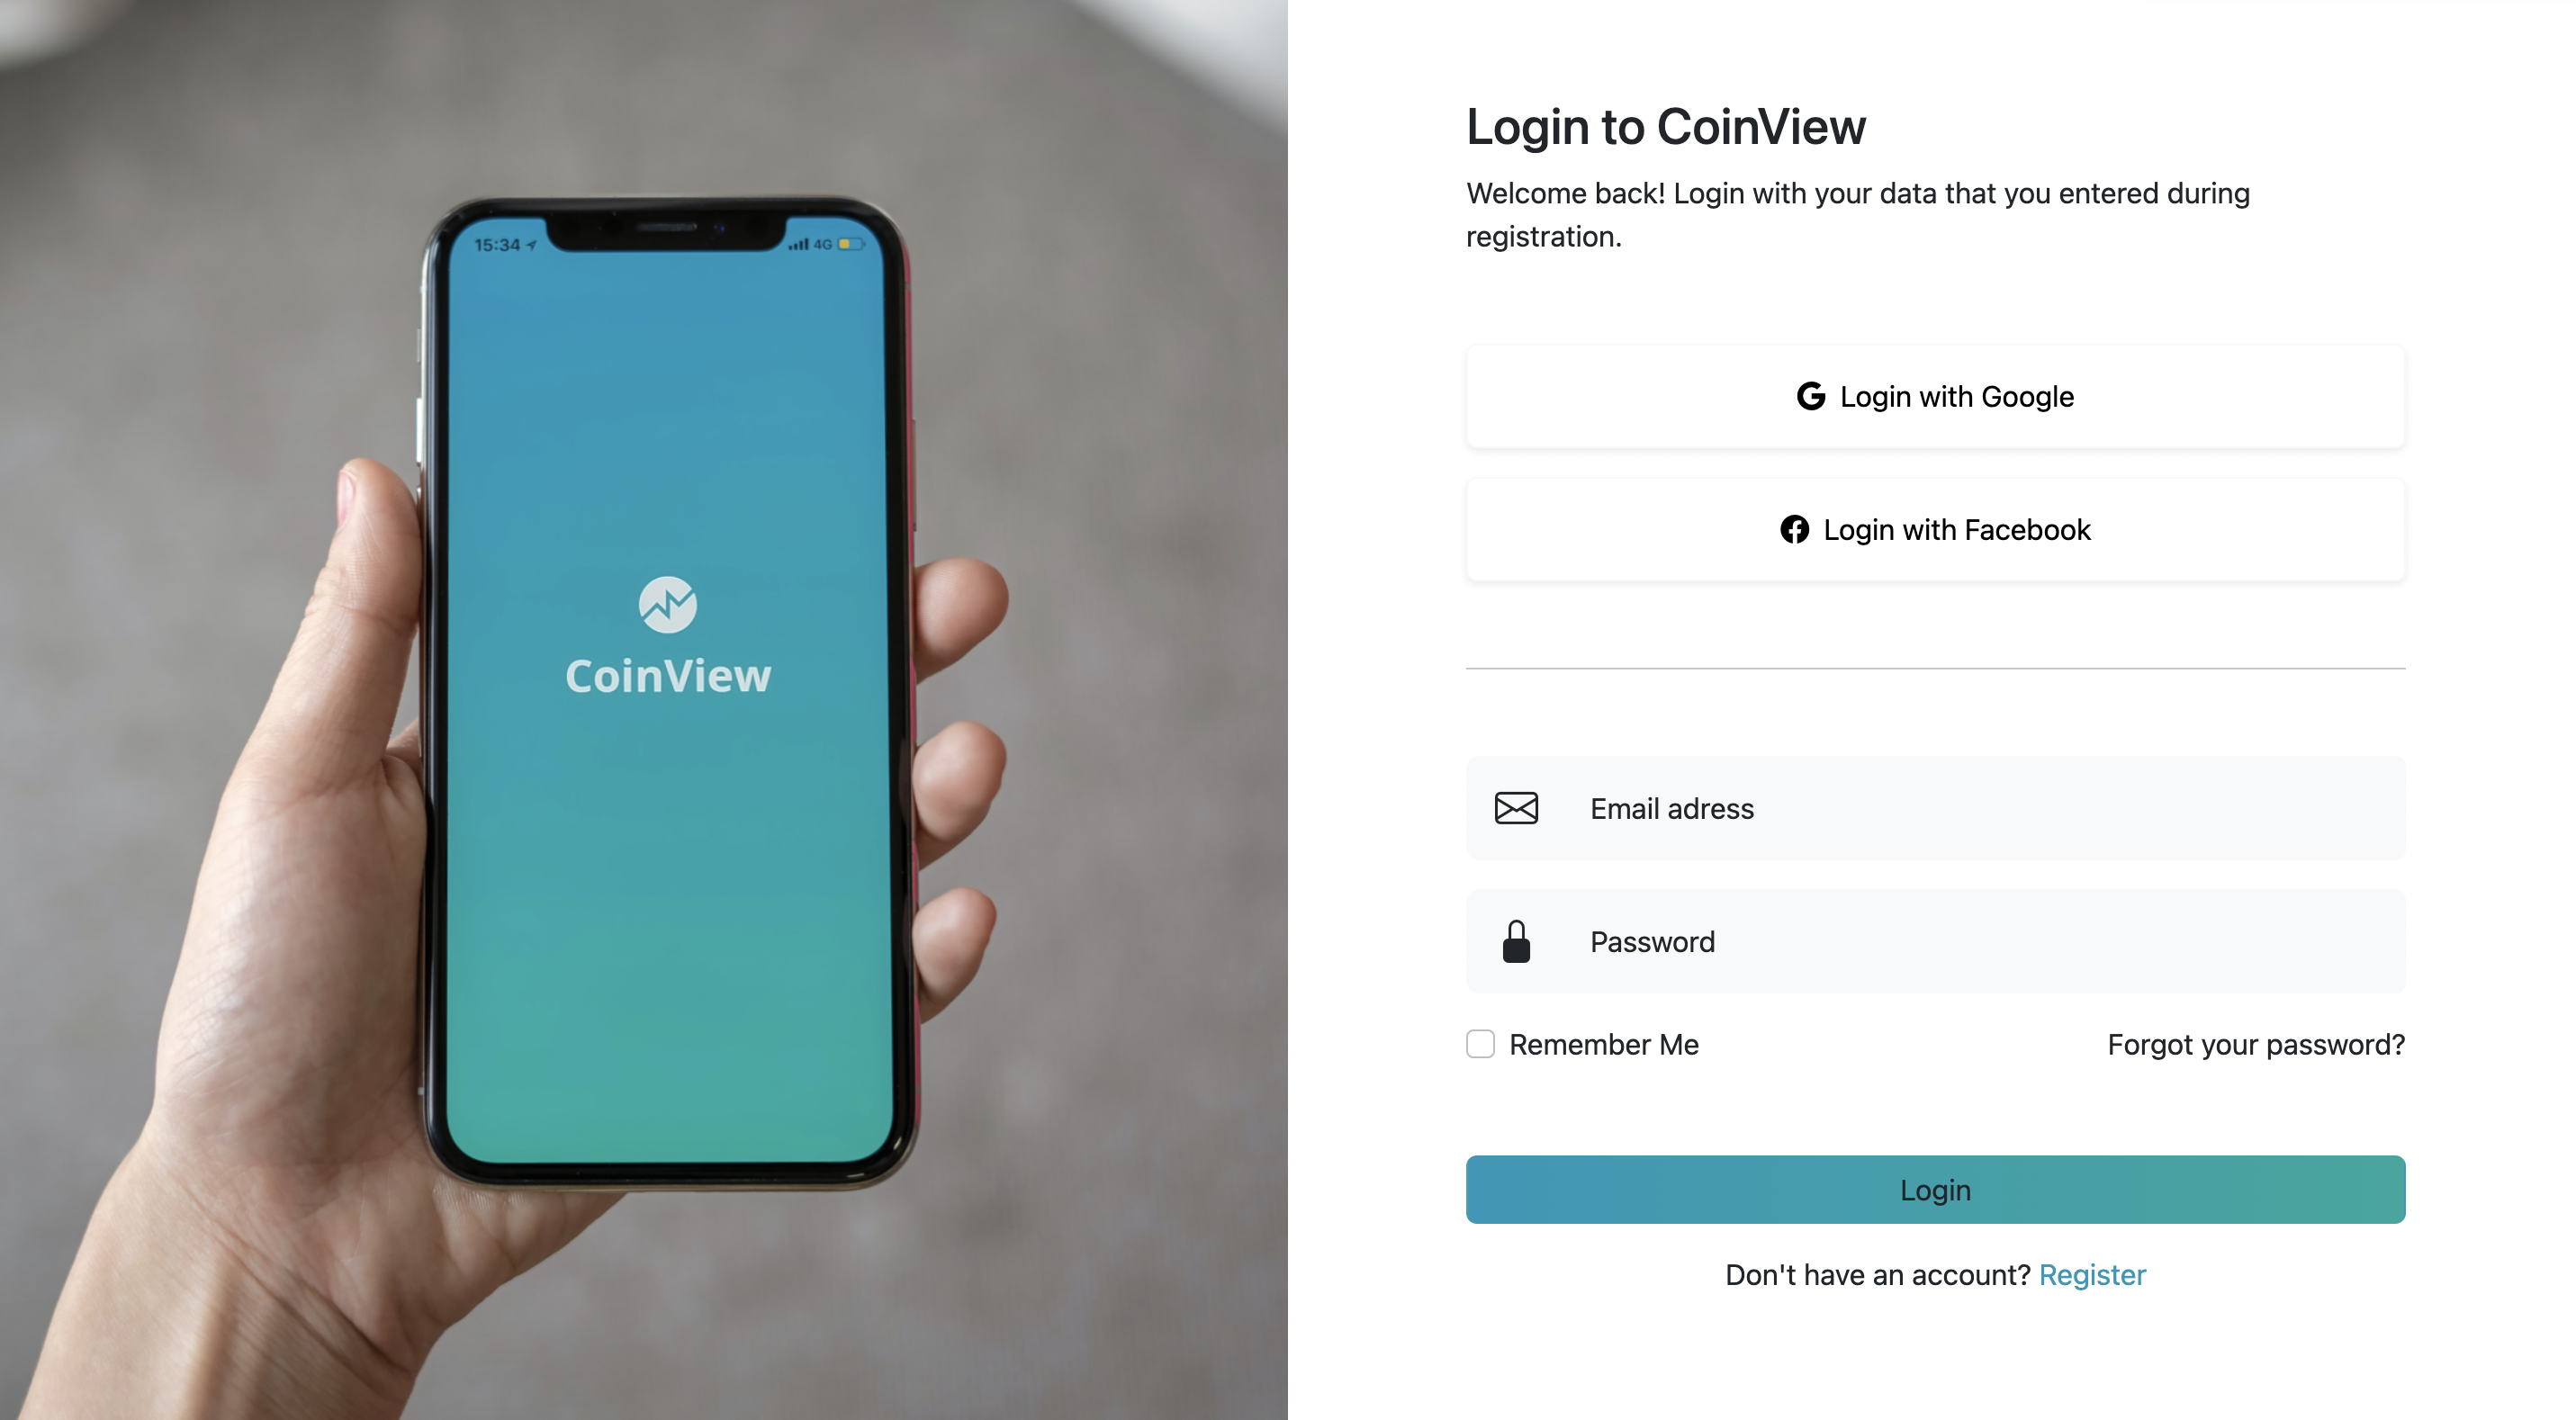 15:34
4G
CoinView
Login to CoinView
Welcome back! Login with your data that you entered during
registration.
Login with Google
Login with Facebook
Email adress
Password
Remember Me
Forgot your password?
Login
Don't have an account? Register